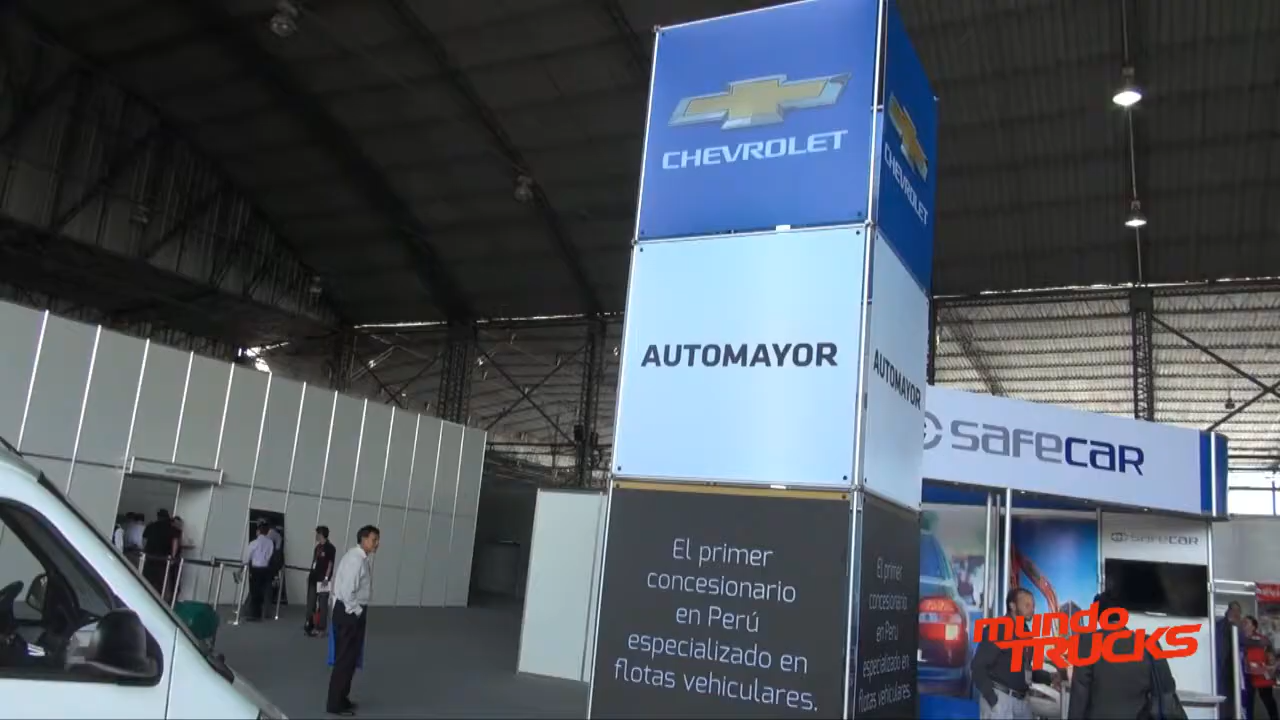 CHEVROLET
CHEVROLET
AUTOMAYOR
AUTOMAYOR
safecar
El primer
concesionario
en Perú
especializado en
flotas vehiculares.
El primer
concesionario
en Perú
especializado en
flotas vehiculares.
safecar
mundo
TRUCKS